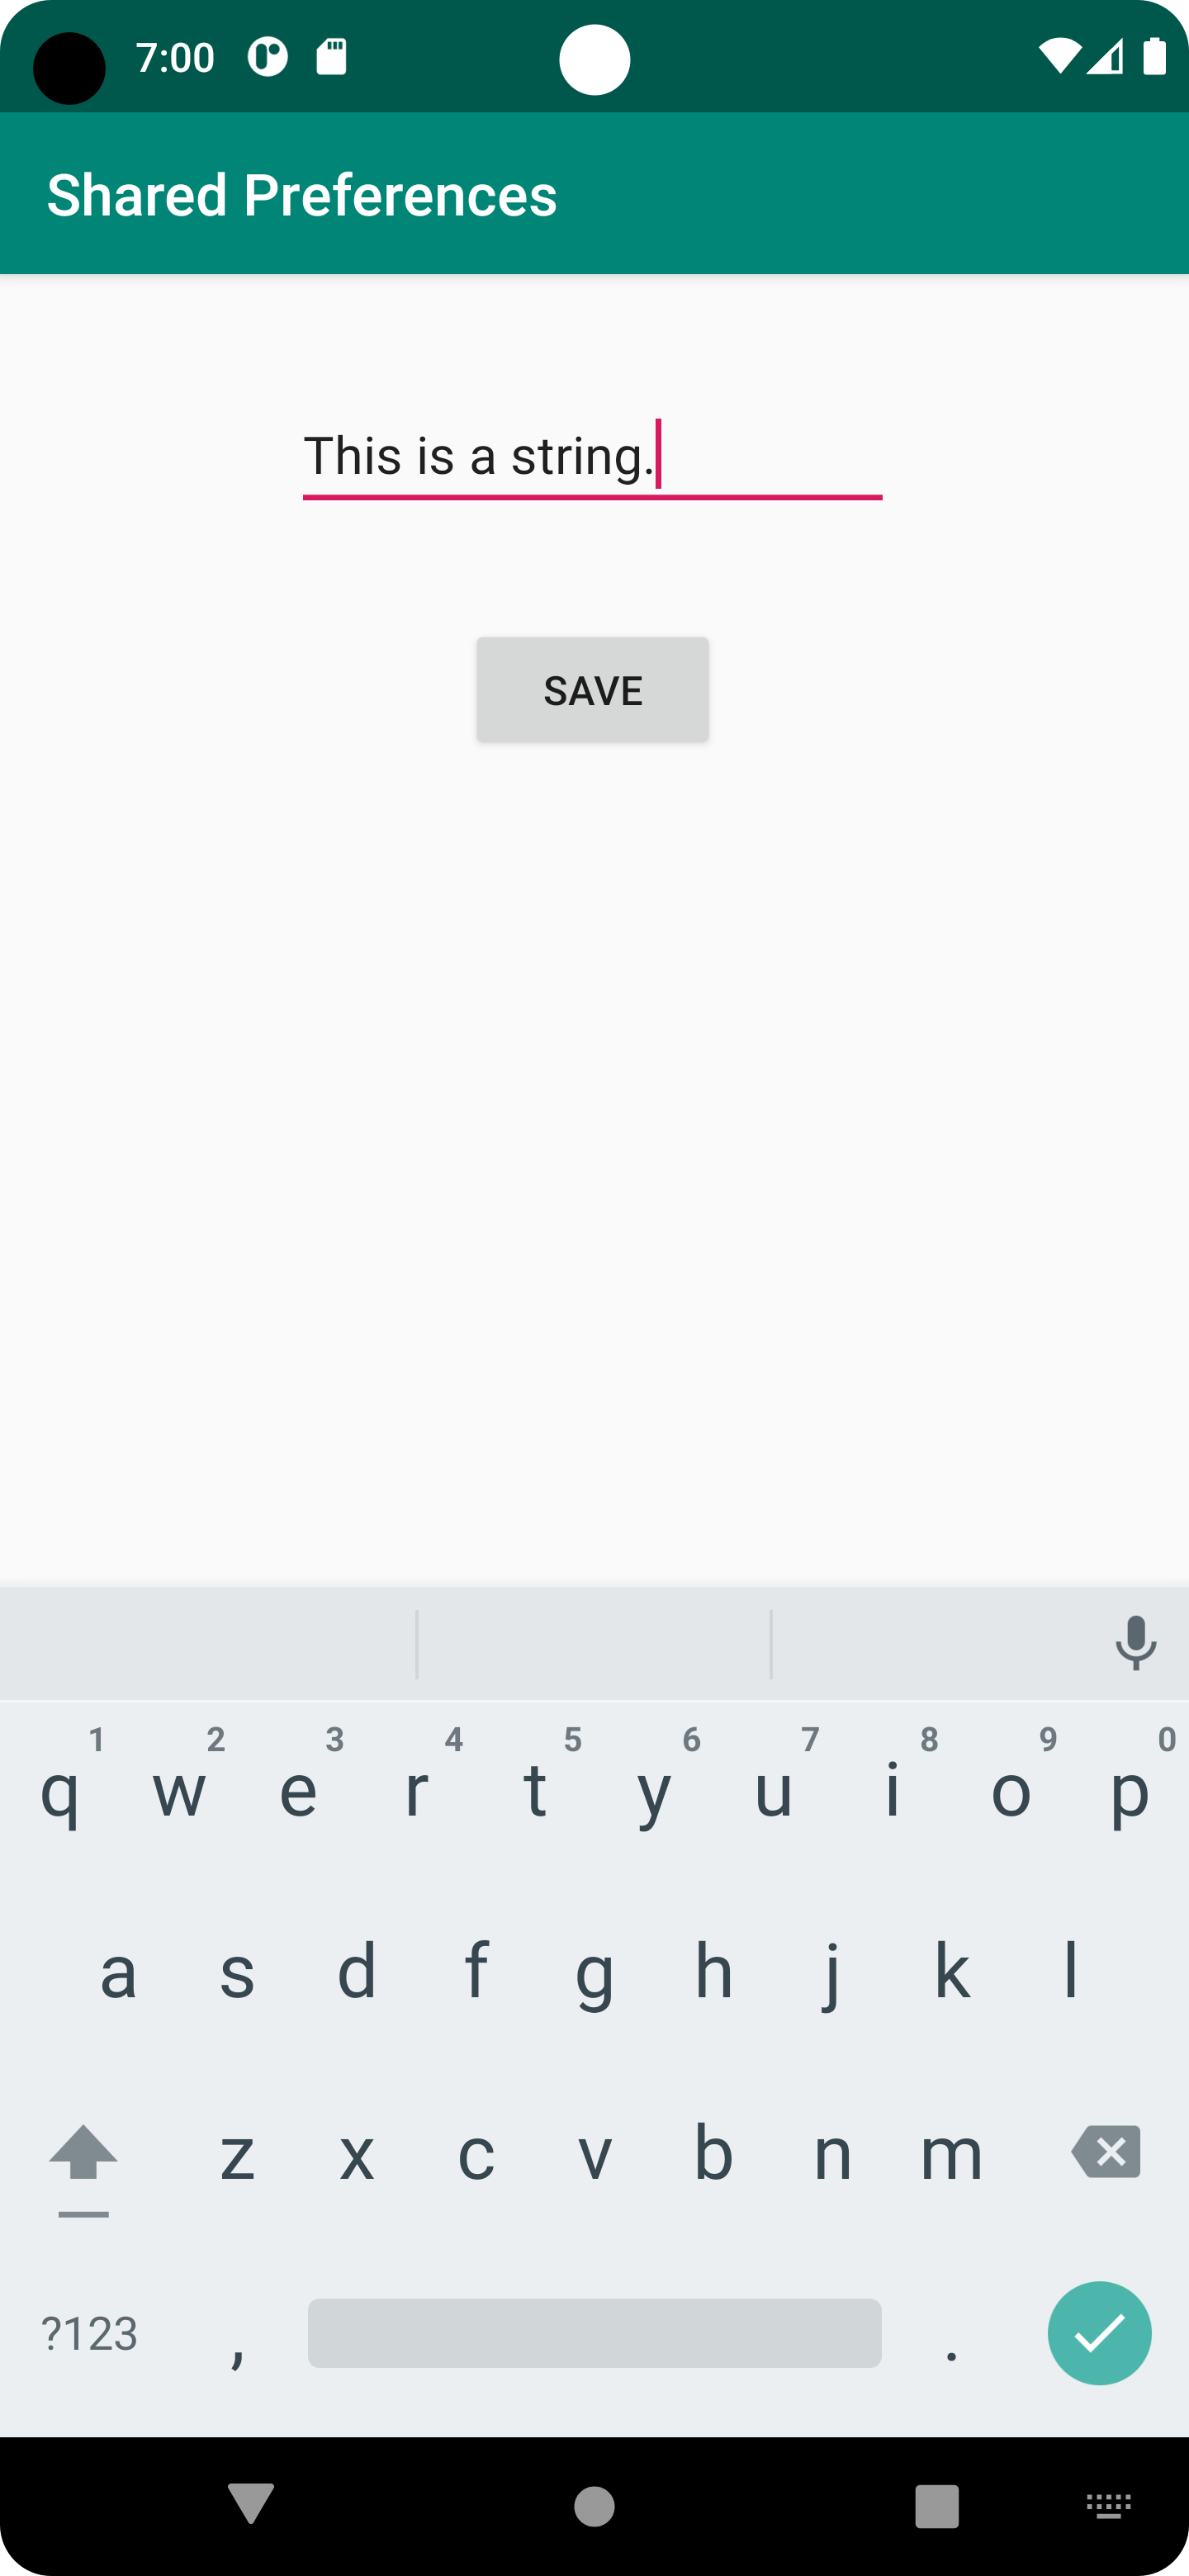 7:00
Shared Preferences
This is a string.
SAVE
1 2 3 4 5 6 7 8 9 0
q w e r t y u i o p
a s d f g h j k l
z x c v b n m
?123 , .